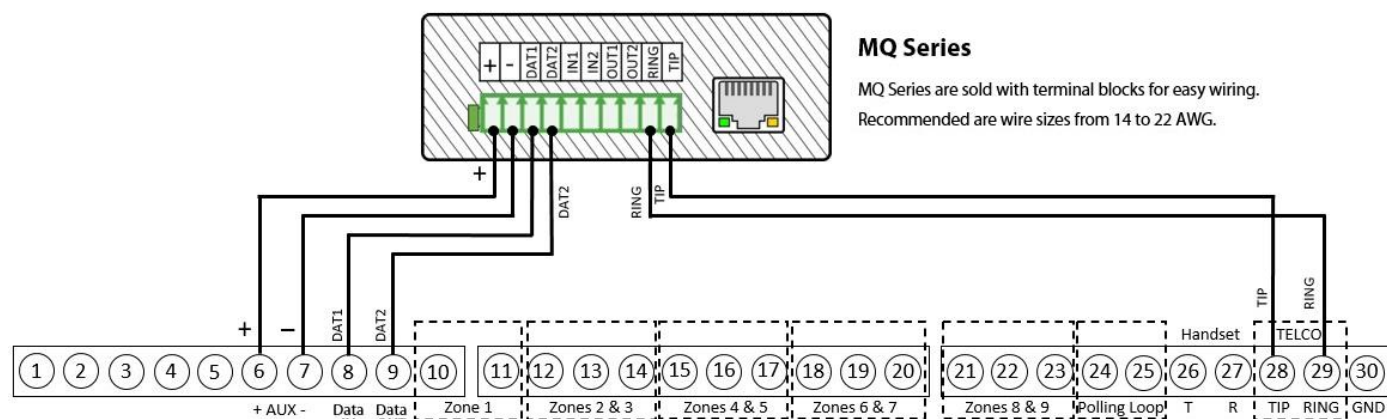 MQ Series
MQ Series are sold with terminal blocks for easy wiring.
Recommended are wire sizes from 14 to 22 AWG.
+ - DAT1 DAT2 IN1 IN2 OUT1 OUT2 RING TIP
+
DAT2 RING TIP
+ − DAT1 DAT2 TIP RING
Handset TELCO
1 2 3 4 5 6 7 8 9 10 11 12 13 14 15 16 17 18 19 20 21 22 23 24 25 26 27 28 29 30
+ AUX - Data Data Zone 1 Zones 2 & 3 Zones 4 & 5 Zones 6 & 7 Zones 8 & 9 Polling Loop T R TIP RING GND